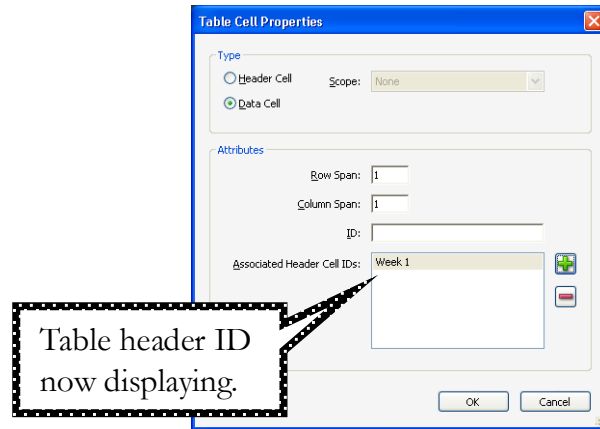 Table Cell Properties
Type
Header Cell Scope: None
Data Cell
Attributes
Row Span: 1
Column Span: 1
ID:
Associated Header Cell IDs: Week 1
Table header ID
now displaying.
OK Cancel